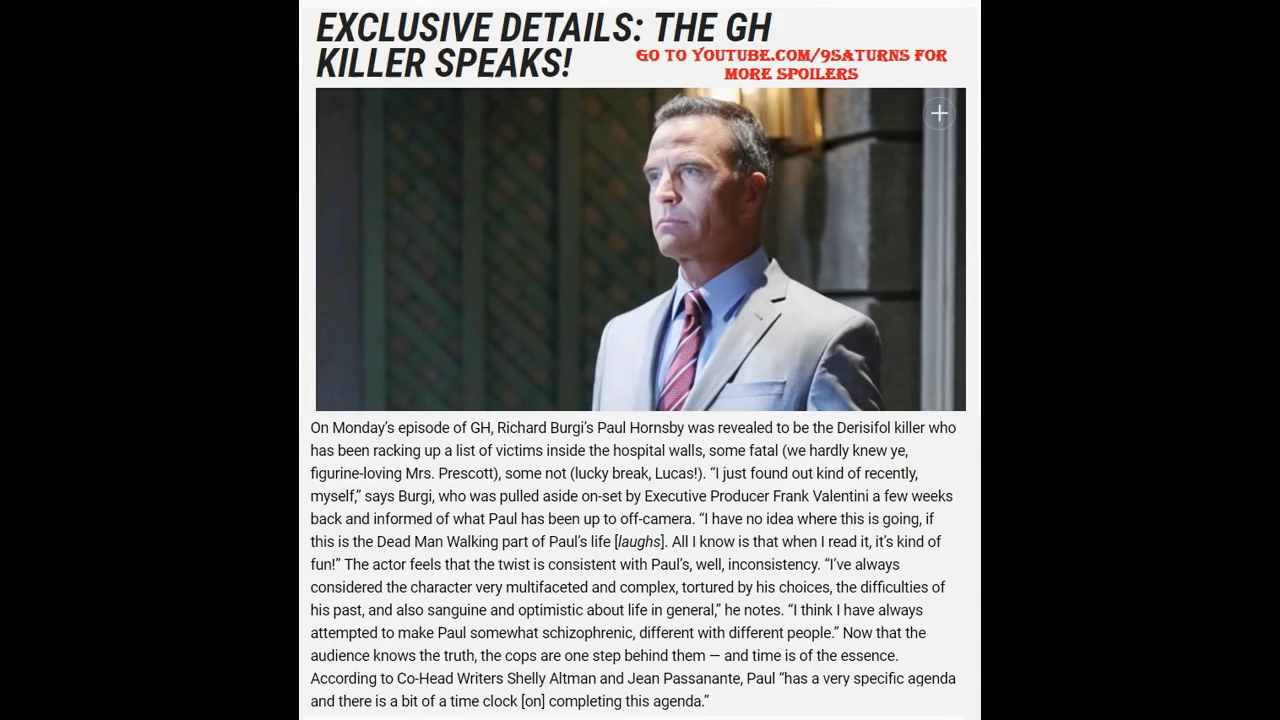 EXCLUSIVE DETAILS: THE GH
KILLER SPEAKS!
GO TO YOUTUBE.COM/9SATURNS FOR
MORE SPOILERS
On Monday’s episode of GH, Richard Burgi’s Paul Hornsby was revealed to be the Derisifol killer who
has been racking up a list of victims inside the hospital walls, some fatal (we hardly knew ye,
figurine-loving Mrs. Prescott), some not (lucky break, Lucas!). “I just found out kind of recently,
myself,” says Burgi, who was pulled aside on-set by Executive Producer Frank Valentini a few weeks
back and informed of what Paul has been up to off-camera. “I have no idea where this is going, if
this is the Dead Man Walking part of Paul’s life [laughs]. All I know is that when I read it, it’s kind of
fun!” The actor feels that the twist is consistent with Paul’s, well, inconsistency. “I’ve always
considered the character very multifaceted and complex, tortured by his choices, the difficulties of
his past, and also sanguine and optimistic about life in general,” he notes. “I think I have always
attempted to make Paul somewhat schizophrenic, different with different people.” Now that the
audience knows the truth, the cops are one step behind them — and time is of the essence.
According to Co-Head Writers Shelly Altman and Jean Passanante, Paul “has a very specific agenda
and there is a bit of a time clock [on] completing this agenda.”